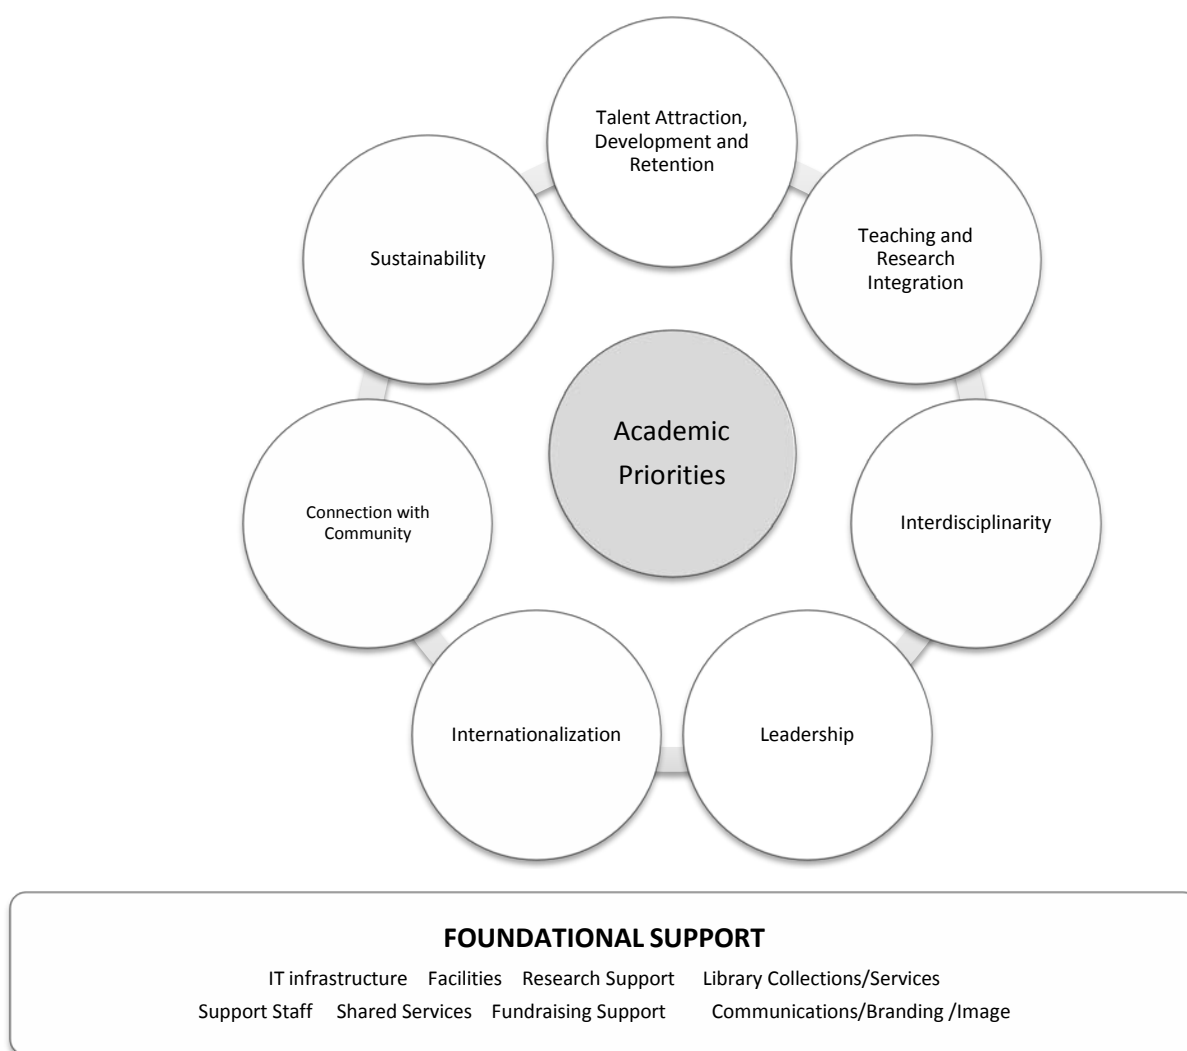 Talent Attraction,
Development and
Retention
Teaching and
Research
Integration
Sustainability
Academic
Priorities
Connection with
Community
Interdisciplinarity
Internationalization
Leadership
FOUNDATIONAL SUPPORT
IT infrastructure Facilities Research Support Library Collections/Services
Support Staff Shared Services Fundraising Support Communications/Branding /Image